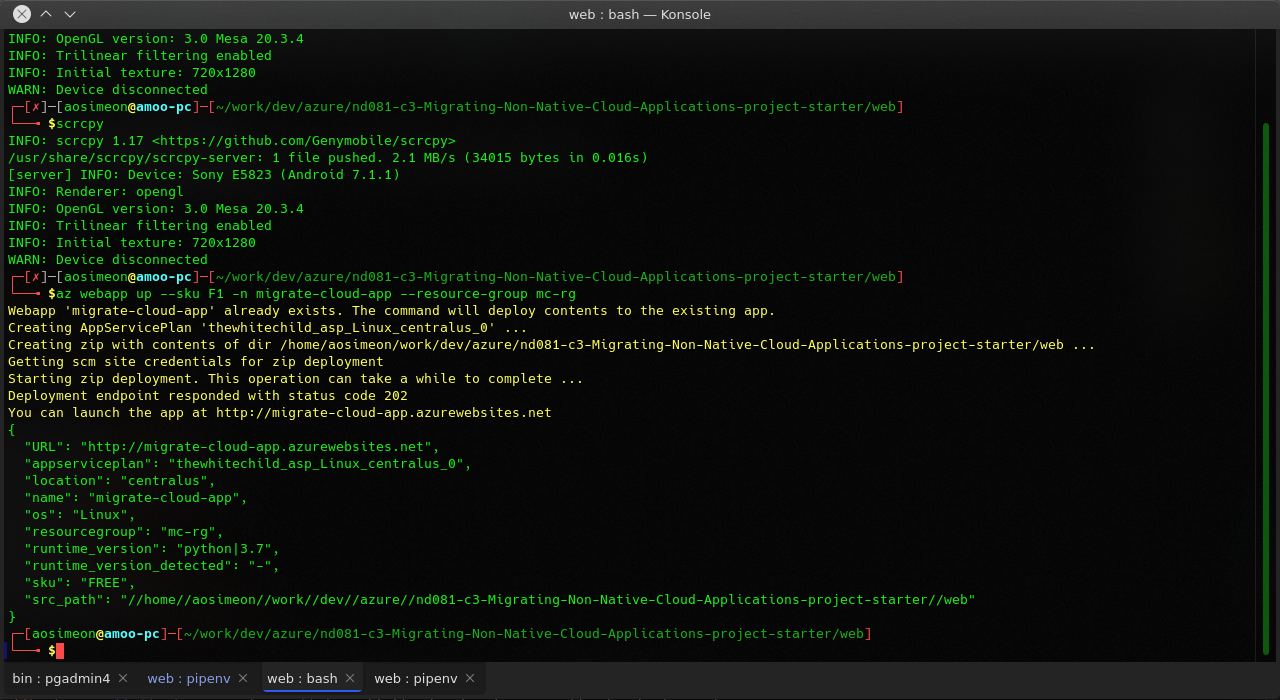 web : bash — Konsole
INFO: OpenGL version: 3.0 Mesa 20.3.4
INFO: Trilinear filtering enabled
INFO: Initial texture: 720x1280
WARN: Device disconnected
┌─[✗]─[aosimeon@amoo-pc]─[~/work/dev/azure/nd081-c3-Migrating-Non-Native-Cloud-Applications-project-starter/web]
└──╼ $scrcpy
INFO: scrcpy 1.17 <https://github.com/Genymobile/scrcpy>
/usr/share/scrcpy/scrcpy-server: 1 file pushed. 2.1 MB/s (34015 bytes in 0.016s)
[server] INFO: Device: Sony E5823 (Android 7.1.1)
INFO: Renderer: opengl
INFO: OpenGL version: 3.0 Mesa 20.3.4
INFO: Trilinear filtering enabled
INFO: Initial texture: 720x1280
WARN: Device disconnected
┌─[✗]─[aosimeon@amoo-pc]─[~/work/dev/azure/nd081-c3-Migrating-Non-Native-Cloud-Applications-project-starter/web]
└──╼ $az webapp up --sku F1 -n migrate-cloud-app --resource-group mc-rg
Webapp 'migrate-cloud-app' already exists. The command will deploy contents to the existing app.
Creating AppServicePlan 'thewhitechild_asp_Linux_centralus_0' ...
Creating zip with contents of dir /home/aosimeon/work/dev/azure/nd081-c3-Migrating-Non-Native-Cloud-Applications-project-starter/web ...
Getting scm site credentials for zip deployment
Starting zip deployment. This operation can take a while to complete ...
Deployment endpoint responded with status code 202
You can launch the app at http://migrate-cloud-app.azurewebsites.net
{
  "URL": "http://migrate-cloud-app.azurewebsites.net",
  "appserviceplan": "thewhitechild_asp_Linux_centralus_0",
  "location": "centralus",
  "name": "migrate-cloud-app",
  "os": "Linux",
  "resourcegroup": "mc-rg",
  "runtime_version": "python|3.7",
  "runtime_version_detected": "-",
  "sku": "FREE",
  "src_path": "//home//aosimeon//work//dev//azure//nd081-c3-Migrating-Non-Native-Cloud-Applications-project-starter//web"
}
┌─[aosimeon@amoo-pc]─[~/work/dev/azure/nd081-c3-Migrating-Non-Native-Cloud-Applications-project-starter/web]
└──╼ $
bin : pgadmin4 web : pipenv web : bash web : pipenv